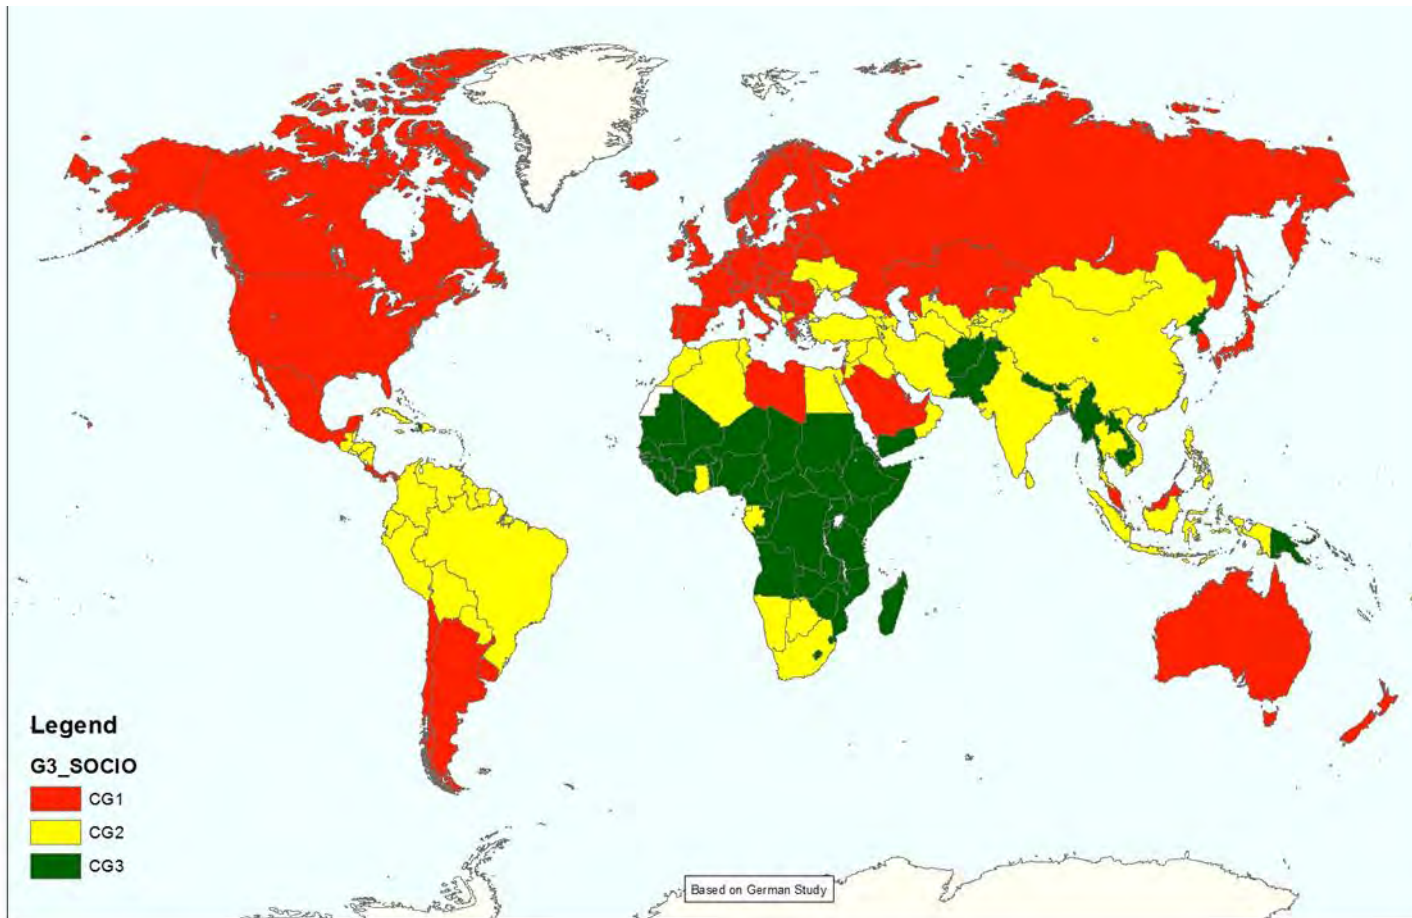 Legend
G3_SOCIO
CG1
CG2
CG3
Based on German Study